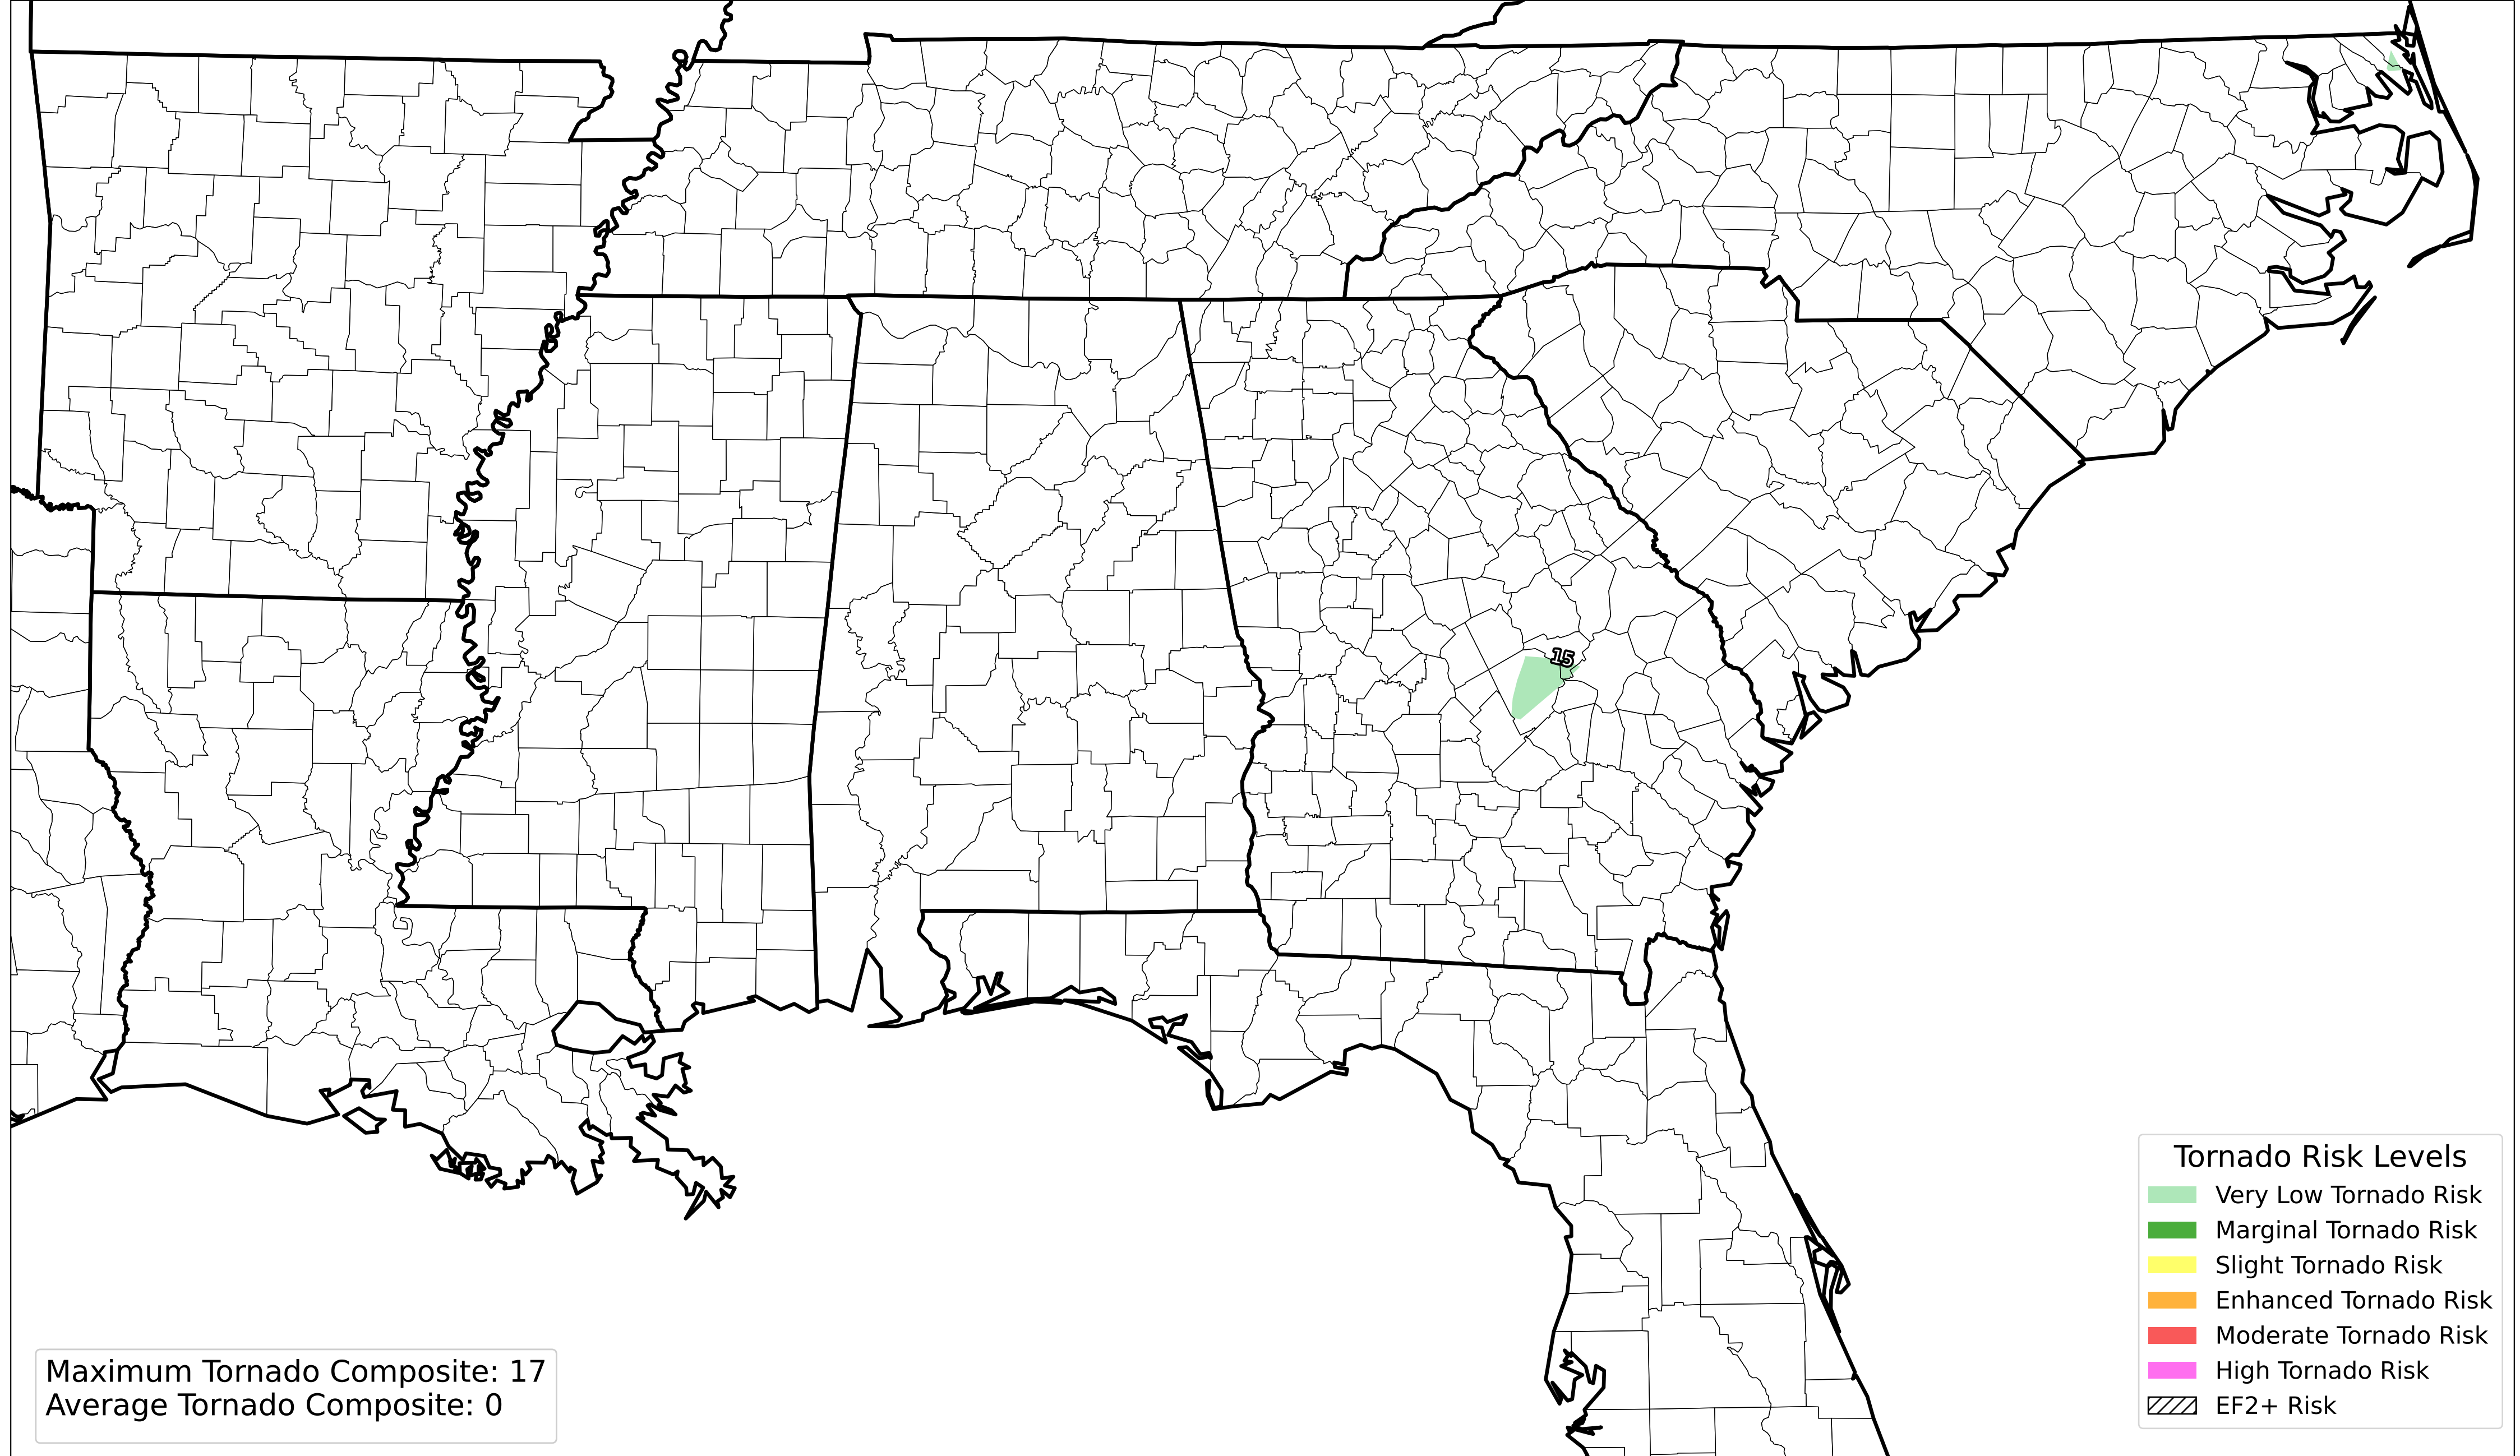 15
Tornado Risk Levels
Very Low Tornado Risk
Marginal Tornado Risk
Slight Tornado Risk
Enhanced Tornado Risk
Moderate Tornado Risk
High Tornado Risk
EF2+ Risk
Maximum Tornado Composite: 17
Average Tornado Composite: 0